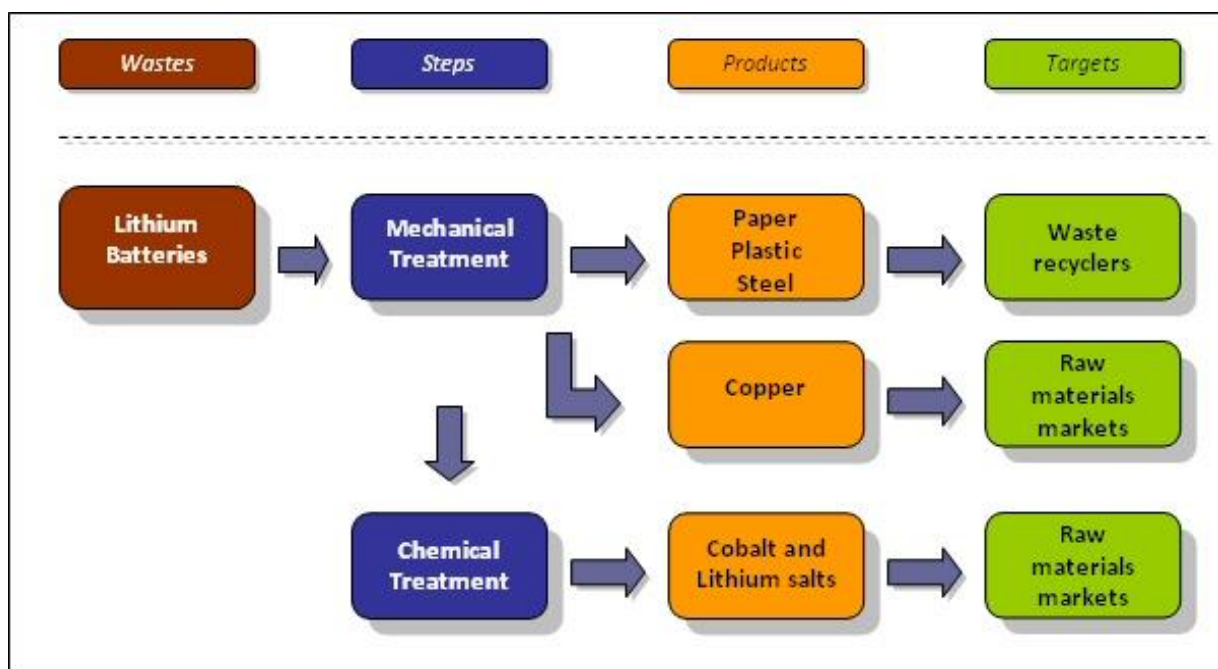 Wastes
Steps
Products
Targets
Lithium
Batteries
Mechanical
Treatment
Paper
Plastic
Steel
Waste
recyclers
Copper
Raw
materials
markets
Chemical
Treatment
Cobalt and
Lithium salts
Raw
materials
markets